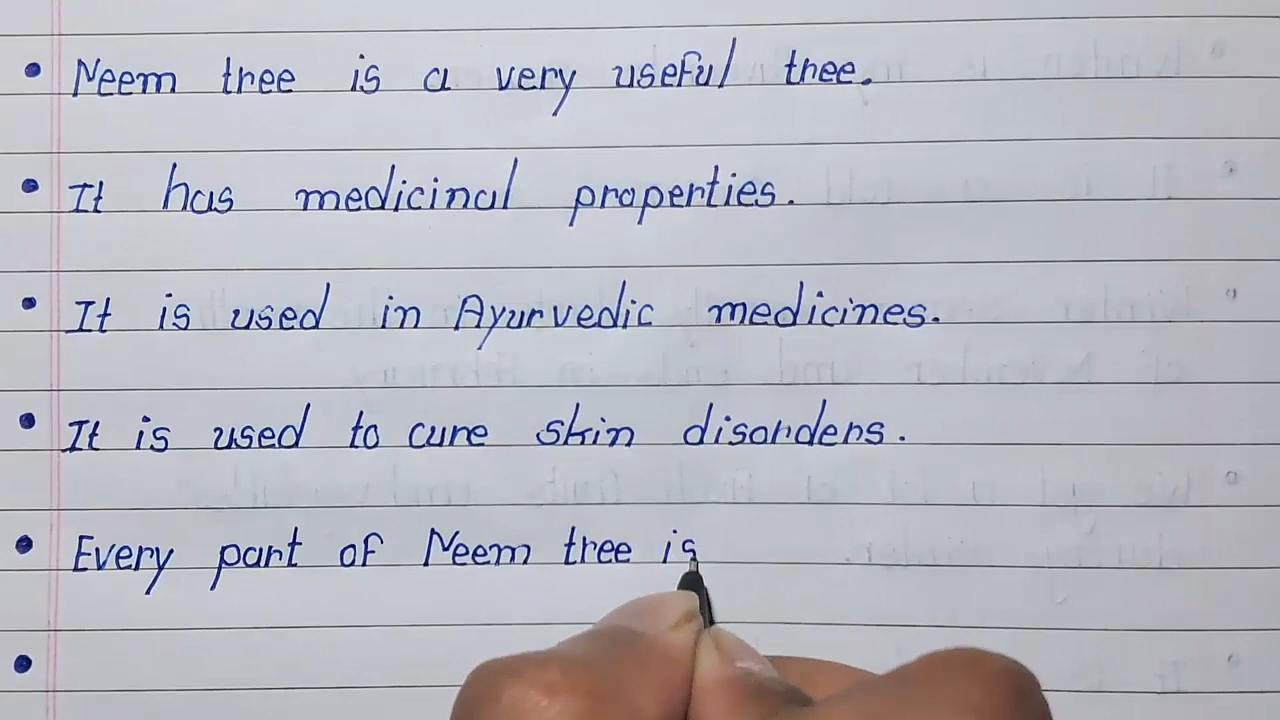 • Neem tree is a very useful tree.
• It has medicinal properties.
• It is used in Ayurvedic medicines.
• It is used to cure skin disorders.
• Every part of Neem tree is
•